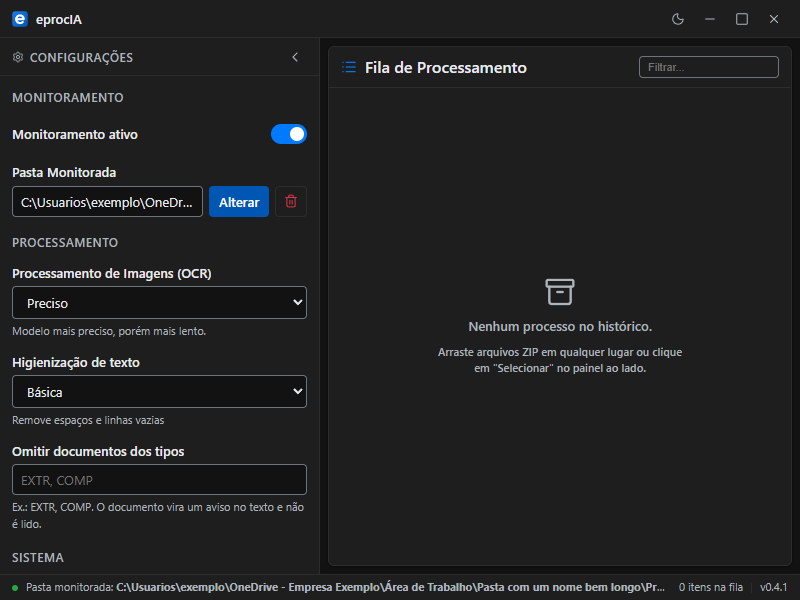 eprocIA
CONFIGURAÇÕES
MONITORAMENTO
Monitoramento ativo
Pasta Monitorada
C:\Usuarios\exemplo\OneDr...
Alterar
PROCESSAMENTO
Processamento de Imagens (OCR)
Preciso
Modelo mais preciso, porém mais lento.
Higienização de texto
Básica
Remove espaços e linhas vazias
Omitir documentos dos tipos
EXTR, COMP
Ex.: EXTR, COMP. O documento vira um aviso no texto e não
é lido.
SISTEMA
Fila de Processamento
Filtrar...
Nenhum processo no histórico.
Arraste arquivos ZIP em qualquer lugar ou clique
em "Selecionar" no painel ao lado.
Pasta monitorada: C:\Usuarios\exemplo\OneDrive - Empresa Exemplo\Área de Trabalho\Pasta com um nome bem longo\Pr...
0 itens na fila
v0.4.1